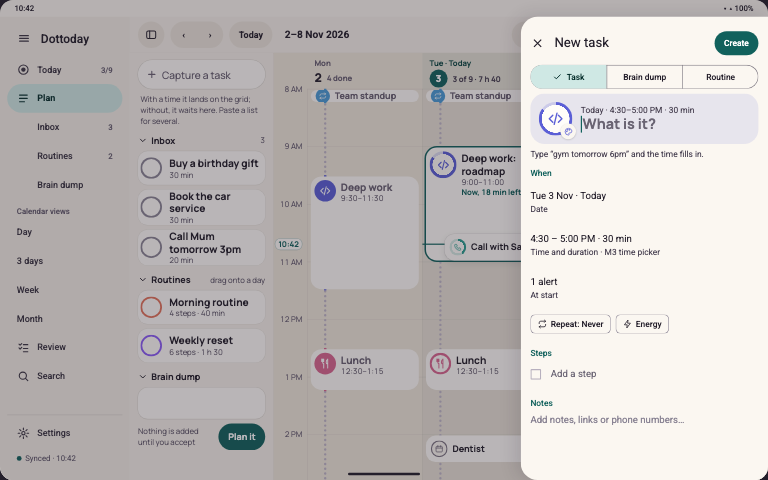 10:42
100%
Dottoday
Today 3/9
Plan
Inbox 3
Routines 2
Brain dump
Calendar views
Day
3 days
Week
Month
Review
Search
Settings
Synced · 10:42
Today
2–8 Nov 2026
Capture a task
With a time it lands on the grid;
without, it waits here. Paste a list
for several.
Inbox 3
Buy a birthday gift
30 min
Book the car
service
30 min
Call Mum
tomorrow 3pm
20 min
Routines drag onto a day
Morning routine
4 steps · 40 min
Weekly reset
6 steps · 1 h 30
Brain dump
Nothing is added
until you accept
Plan it
Mon
2 4 done
Tue · Today
3 3 of 9 · 7 h 40
8 AM
9 AM
10 AM
10:42
11 AM
12 PM
1 PM
2 PM
Team standup
Deep work
9:30–11:30
Lunch
12:30–1:15
Team standup
Deep work:
roadmap
9:00–11:00
Now, 18 min left
Call with Sa
Lunch
12:30–1:15
Dentist
New task
Create
Task
Brain dump
Routine
Today · 4:30–5:00 PM · 30 min
What is it?
Type "gym tomorrow 6pm" and the time fills in.
When
Tue 3 Nov · Today
Date
4:30 – 5:00 PM · 30 min
Time and duration · M3 time picker
1 alert
At start
Repeat: Never
Energy
Steps
Add a step
Notes
Add notes, links or phone numbers…